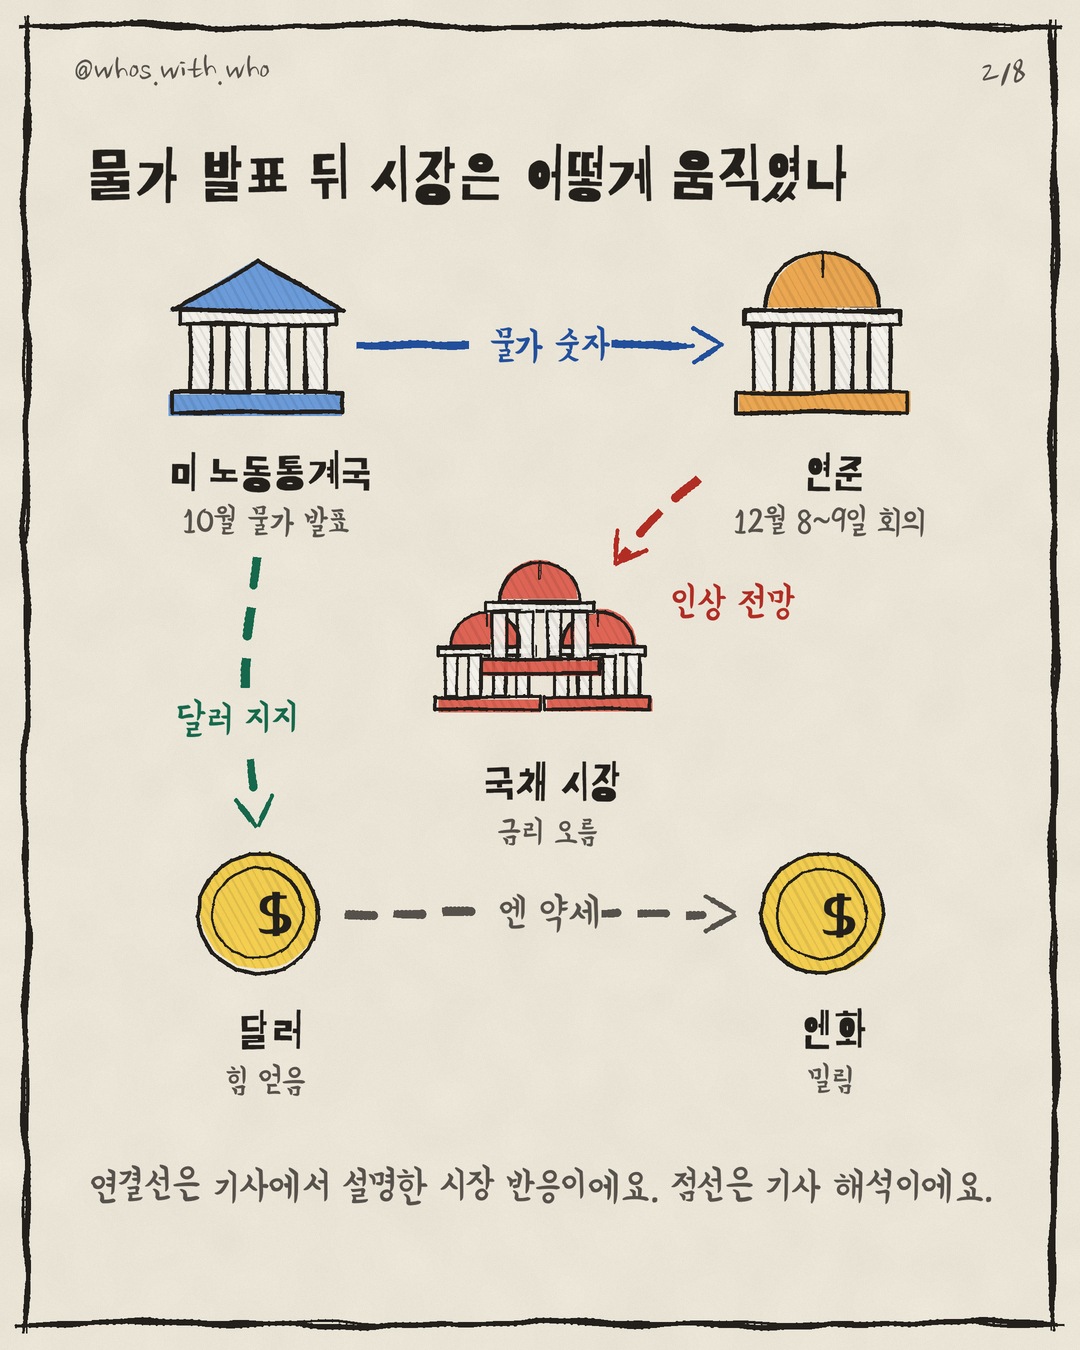 @whos.with.who
2/8
물가 발표 뒤 시장은 어떻게 움직였나
물가 숫자
미 노동통계국
10월 물가 발표
연준
12월 8~9일 회의
인상 전망
달러 지지
국채 시장
금리 오름
$
엔 약세
$
달러
힘 얻음
엔화
밀림
연결선은 기사에서 설명한 시장 반응이에요. 점선은 기사 해석이에요.